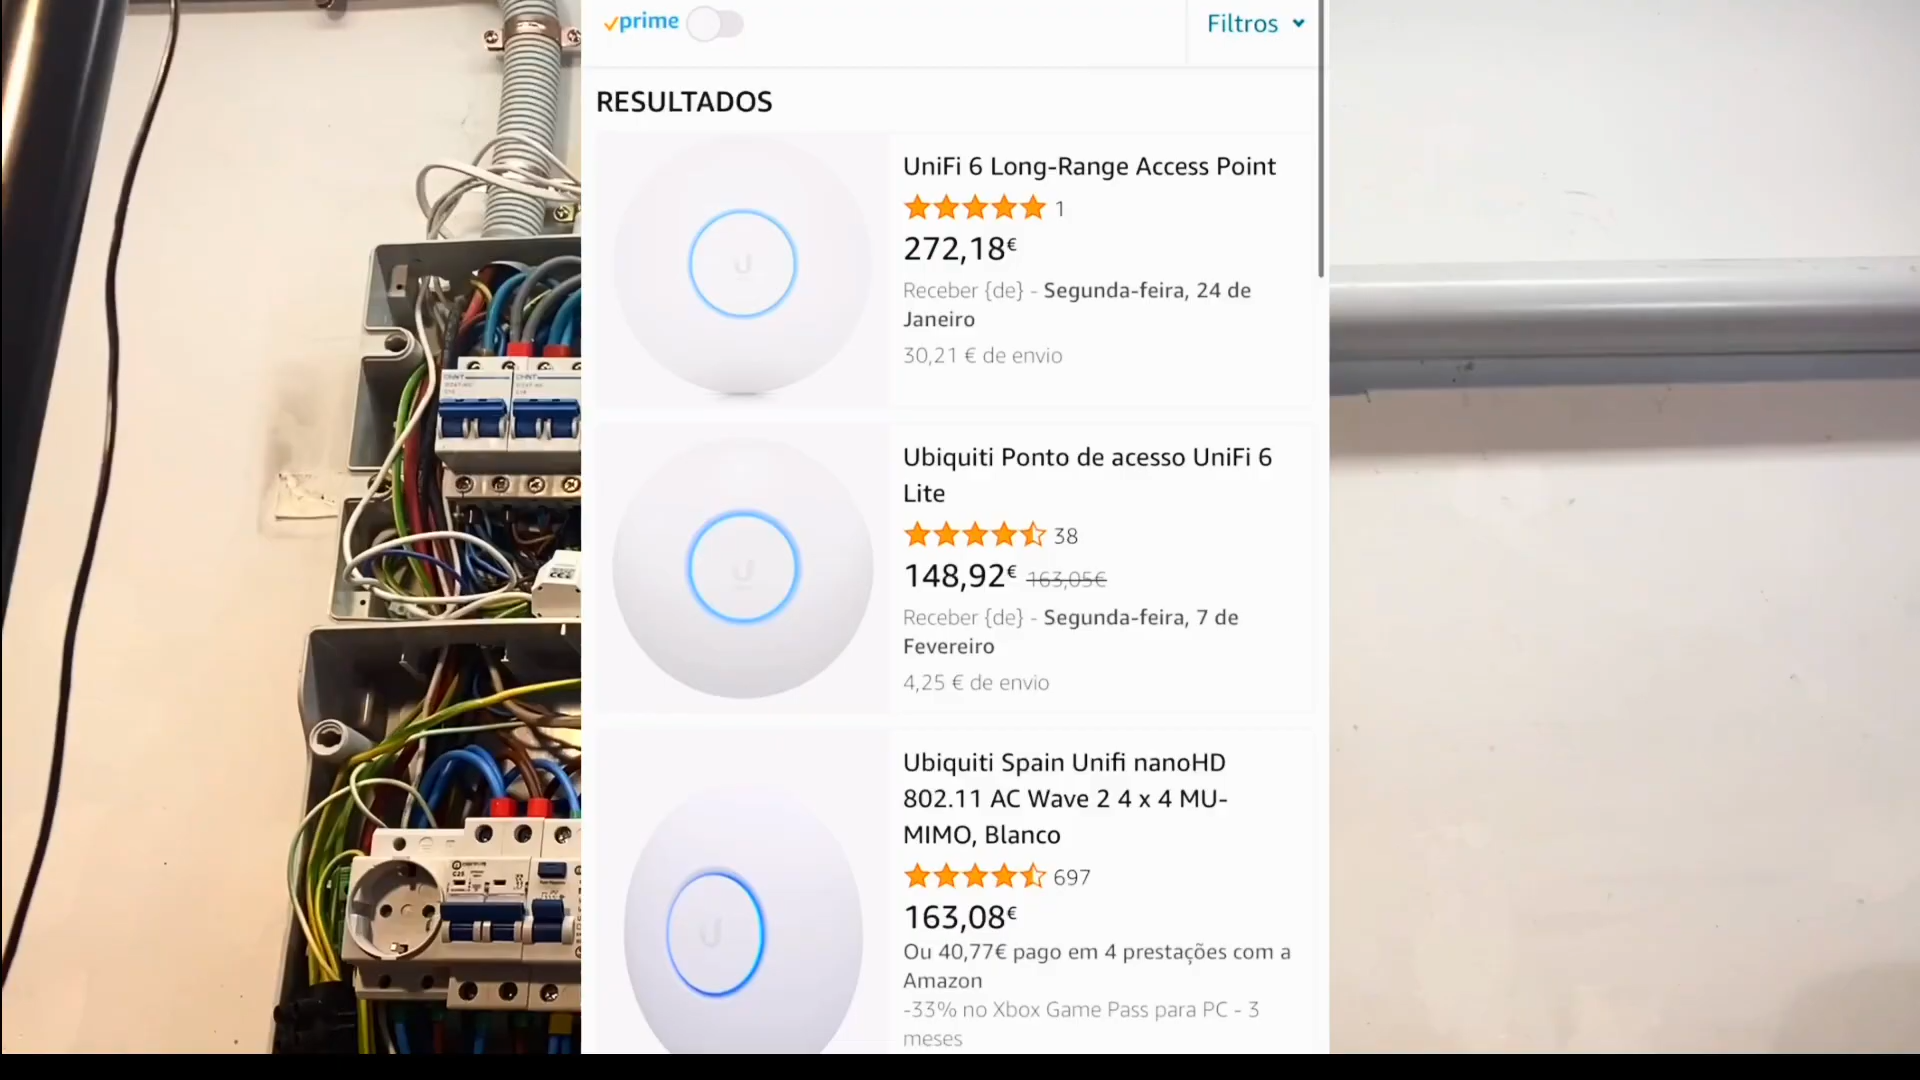 prime
Filtros
RESULTADOS
UniFi 6 Long-Range Access Point
1
272,18€
Receber {de} - Segunda-feira, 24 de
Janeiro
30,21 € de envio
Ubiquiti Ponto de acesso UniFi 6
Lite
38
148,92€ 163,05€
Receber {de} - Segunda-feira, 7 de
Fevereiro
4,25 € de envio
Ubiquiti Spain Unifi nanoHD
802.11 AC Wave 2 4 x 4 MU-
MIMO, Blanco
697
163,08€
Ou 40,77€ pago em 4 prestações com a
Amazon
-33% no Xbox Game Pass para PC - 3
meses
CHNT
CHNT
C25